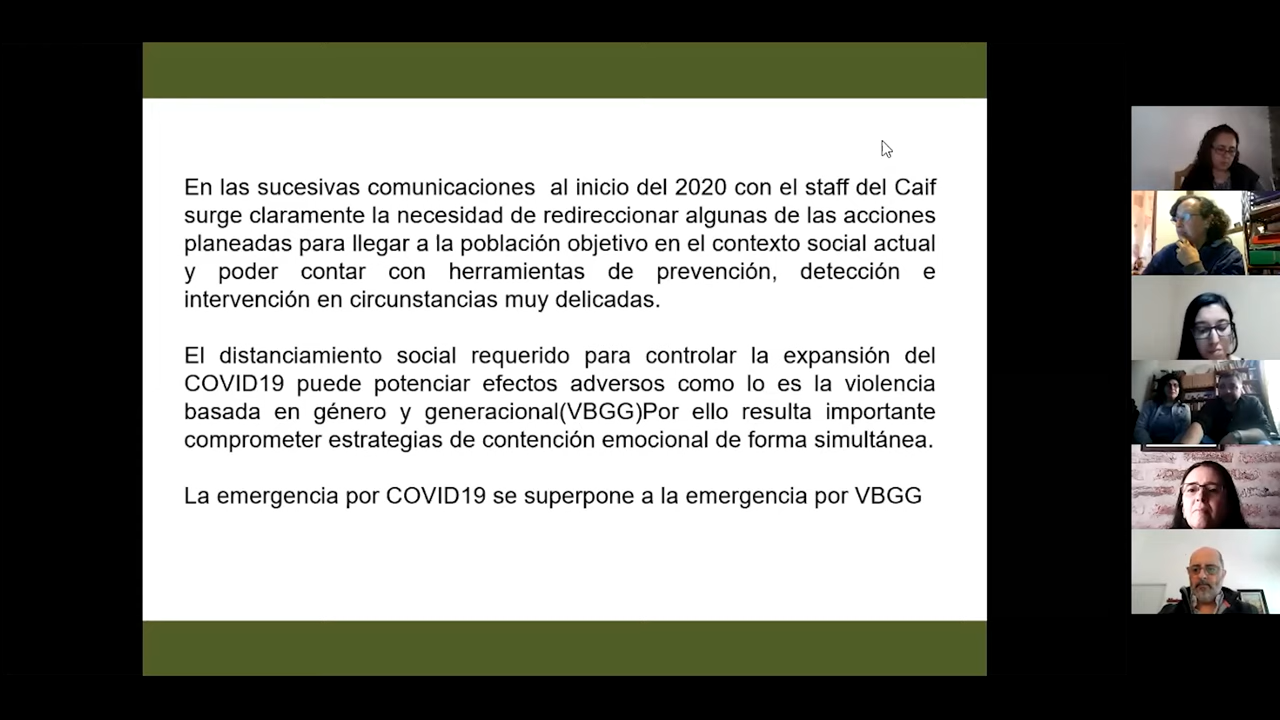 En las sucesivas comunicaciones  al inicio del 2020 con el staff del Caif
surge claramente la necesidad de redireccionar algunas de las acciones
planeadas para llegar a la población objetivo en el contexto social actual
y poder contar con herramientas de prevención, detección e
intervención en circunstancias muy delicadas.
El distanciamiento social requerido para controlar la expansión del
COVID19 puede potenciar efectos adversos como lo es la violencia
basada en género y generacional(VBGG)Por ello resulta importante
comprometer estrategias de contención emocional de forma simultánea.
La emergencia por COVID19 se superpone a la emergencia por VBGG